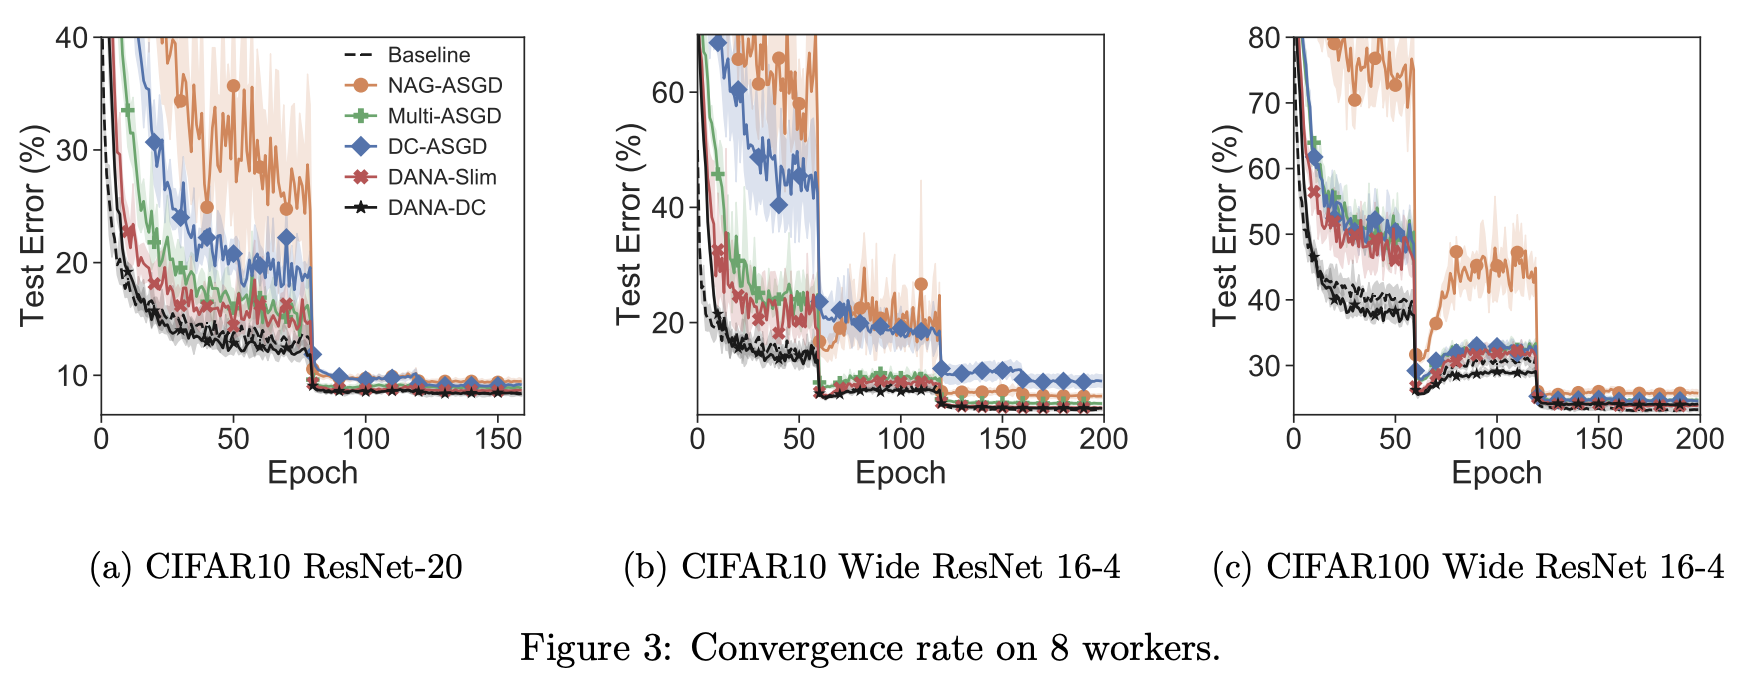 40
30
20
10
0 50 100 150
Test Error (%)
Epoch
Baseline
NAG-ASGD
Multi-ASGD
DC-ASGD
DANA-Slim
DANA-DC
(a) CIFAR10 ResNet-20
60
40
20
0 50 100 150 200
Test Error (%)
Epoch
(b) CIFAR10 Wide ResNet 16-4
80
70
60
50
40
30
0 50 100 150 200
Test Error (%)
Epoch
(c) CIFAR100 Wide ResNet 16-4
Figure 3: Convergence rate on 8 workers.